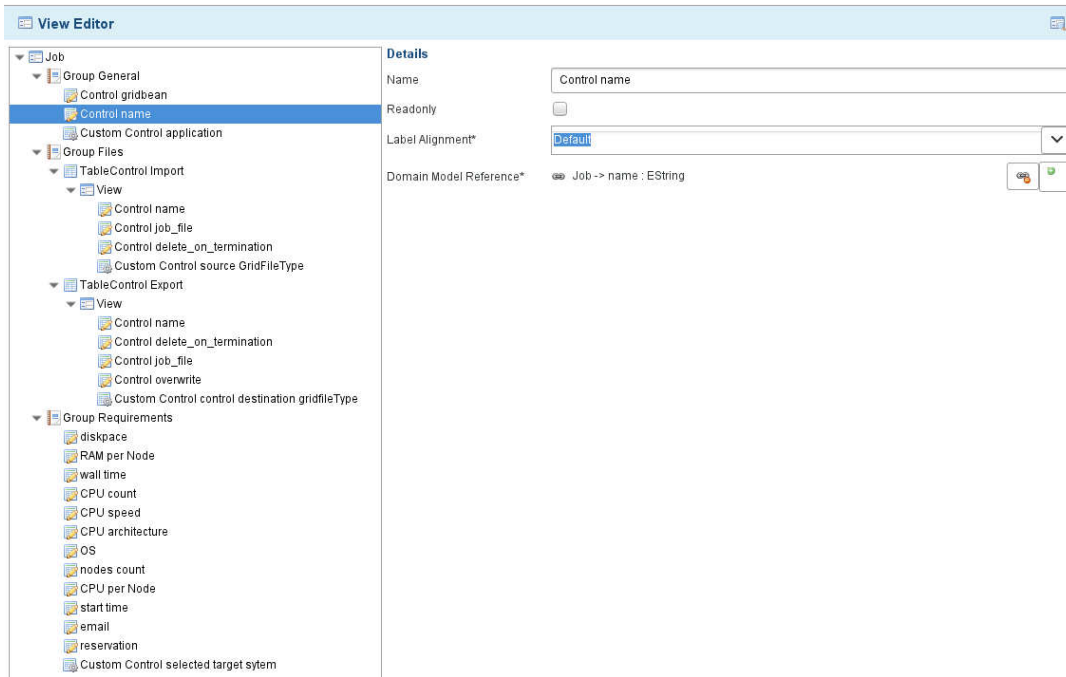 View Editor
Job
Group General
Control gridbean
Control name
Custom Control application
Group Files
TableControl Import
View
Control name
Control job_file
Control delete_on_termination
Custom Control source GridFileType
TableControl Export
View
Control name
Control delete_on_termination
Control job_file
Control overwrite
Custom Control control destination gridfileType
Group Requirements
diskpace
RAM per Node
wall time
CPU count
CPU speed
CPU architecture
OS
nodes count
CPU per Node
start time
email
reservation
Custom Control selected target sytem
Details
Name Control name
Readonly
Label Alignment* Default
Domain Model Reference* Job -> name : EString